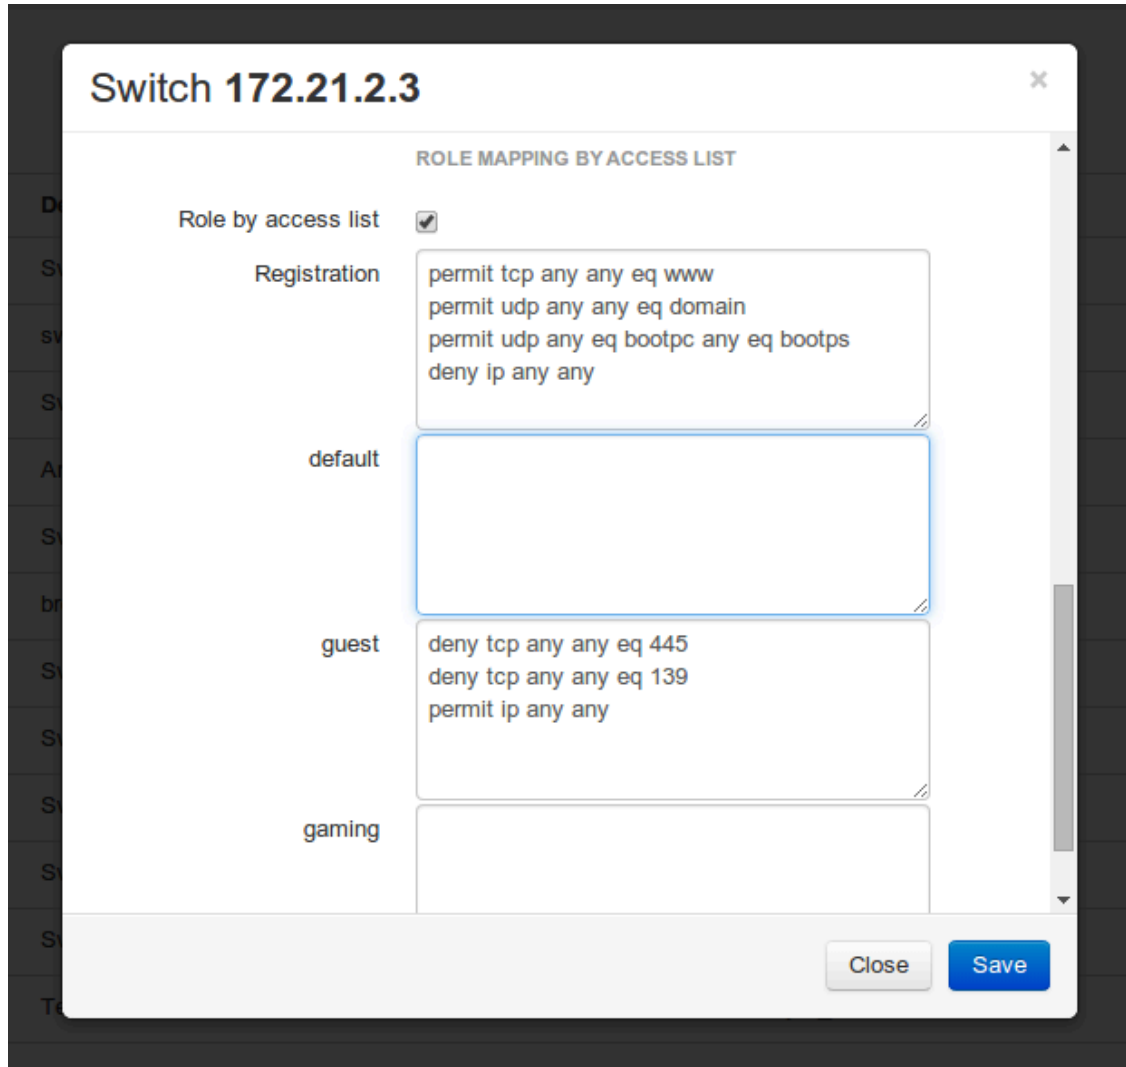 Switch 172.21.2.3
×
ROLE MAPPING BY ACCESS LIST
Role by access list
Registration
permit tcp any any eq www
permit udp any any eq domain
permit udp any eq bootpc any eq bootps
deny ip any any
default
guest
deny tcp any any eq 445
deny tcp any any eq 139
permit ip any any
gaming
Close
Save